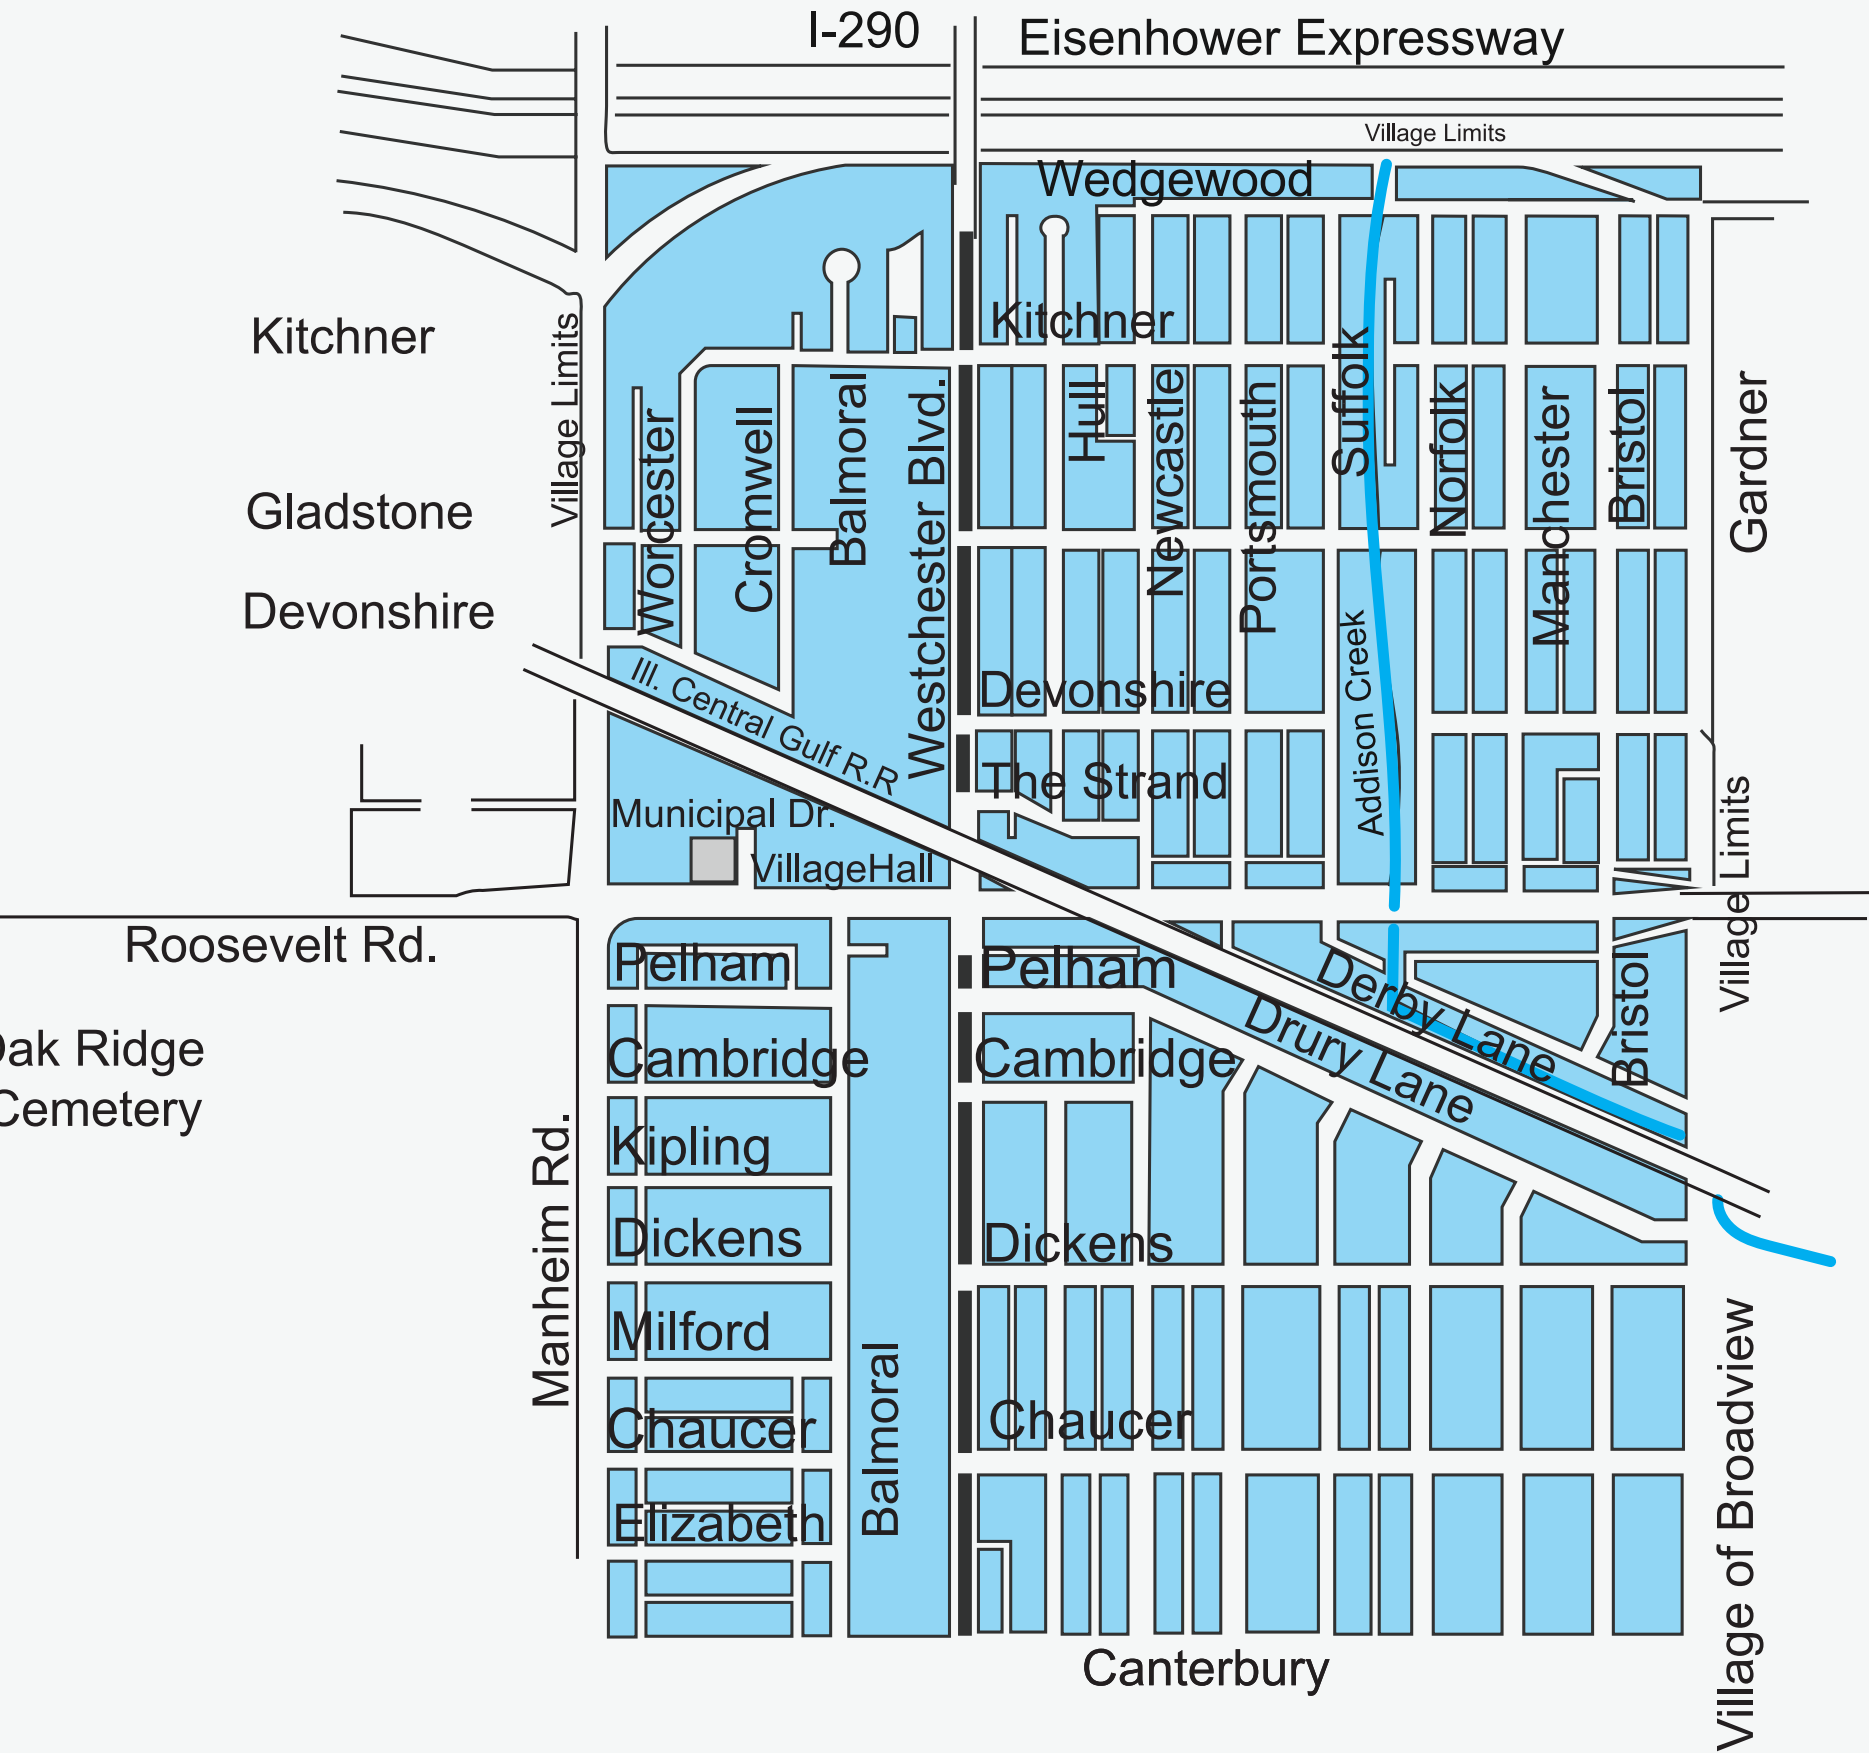 I-290
Eisenhower Expressway
Village Limits
Wedgewood
Kitchner
Village Limits
Kitchner
Gladstone
Devonshire
Worcester
Cromwell
Balmoral
Westchester Blvd.
Hull
Newcastle
Portsmouth
Suffolk
Norfolk
Manchester
Bristol
Gardner
Addison Creek
Devonshire
Ill. Central Gulf R.R
The Strand
Municipal Dr.
VillageHall
Village Limits
Roosevelt Rd.
Pelham
Pelham
Derby Lane
Drury Lane
Bristol
Oak Ridge
Cemetery
Cambridge
Cambridge
Manheim Rd.
Kipling
Dickens
Dickens
Milford
Chaucer
Chaucer
Balmoral
Elizabeth
Village of Broadview
Canterbury